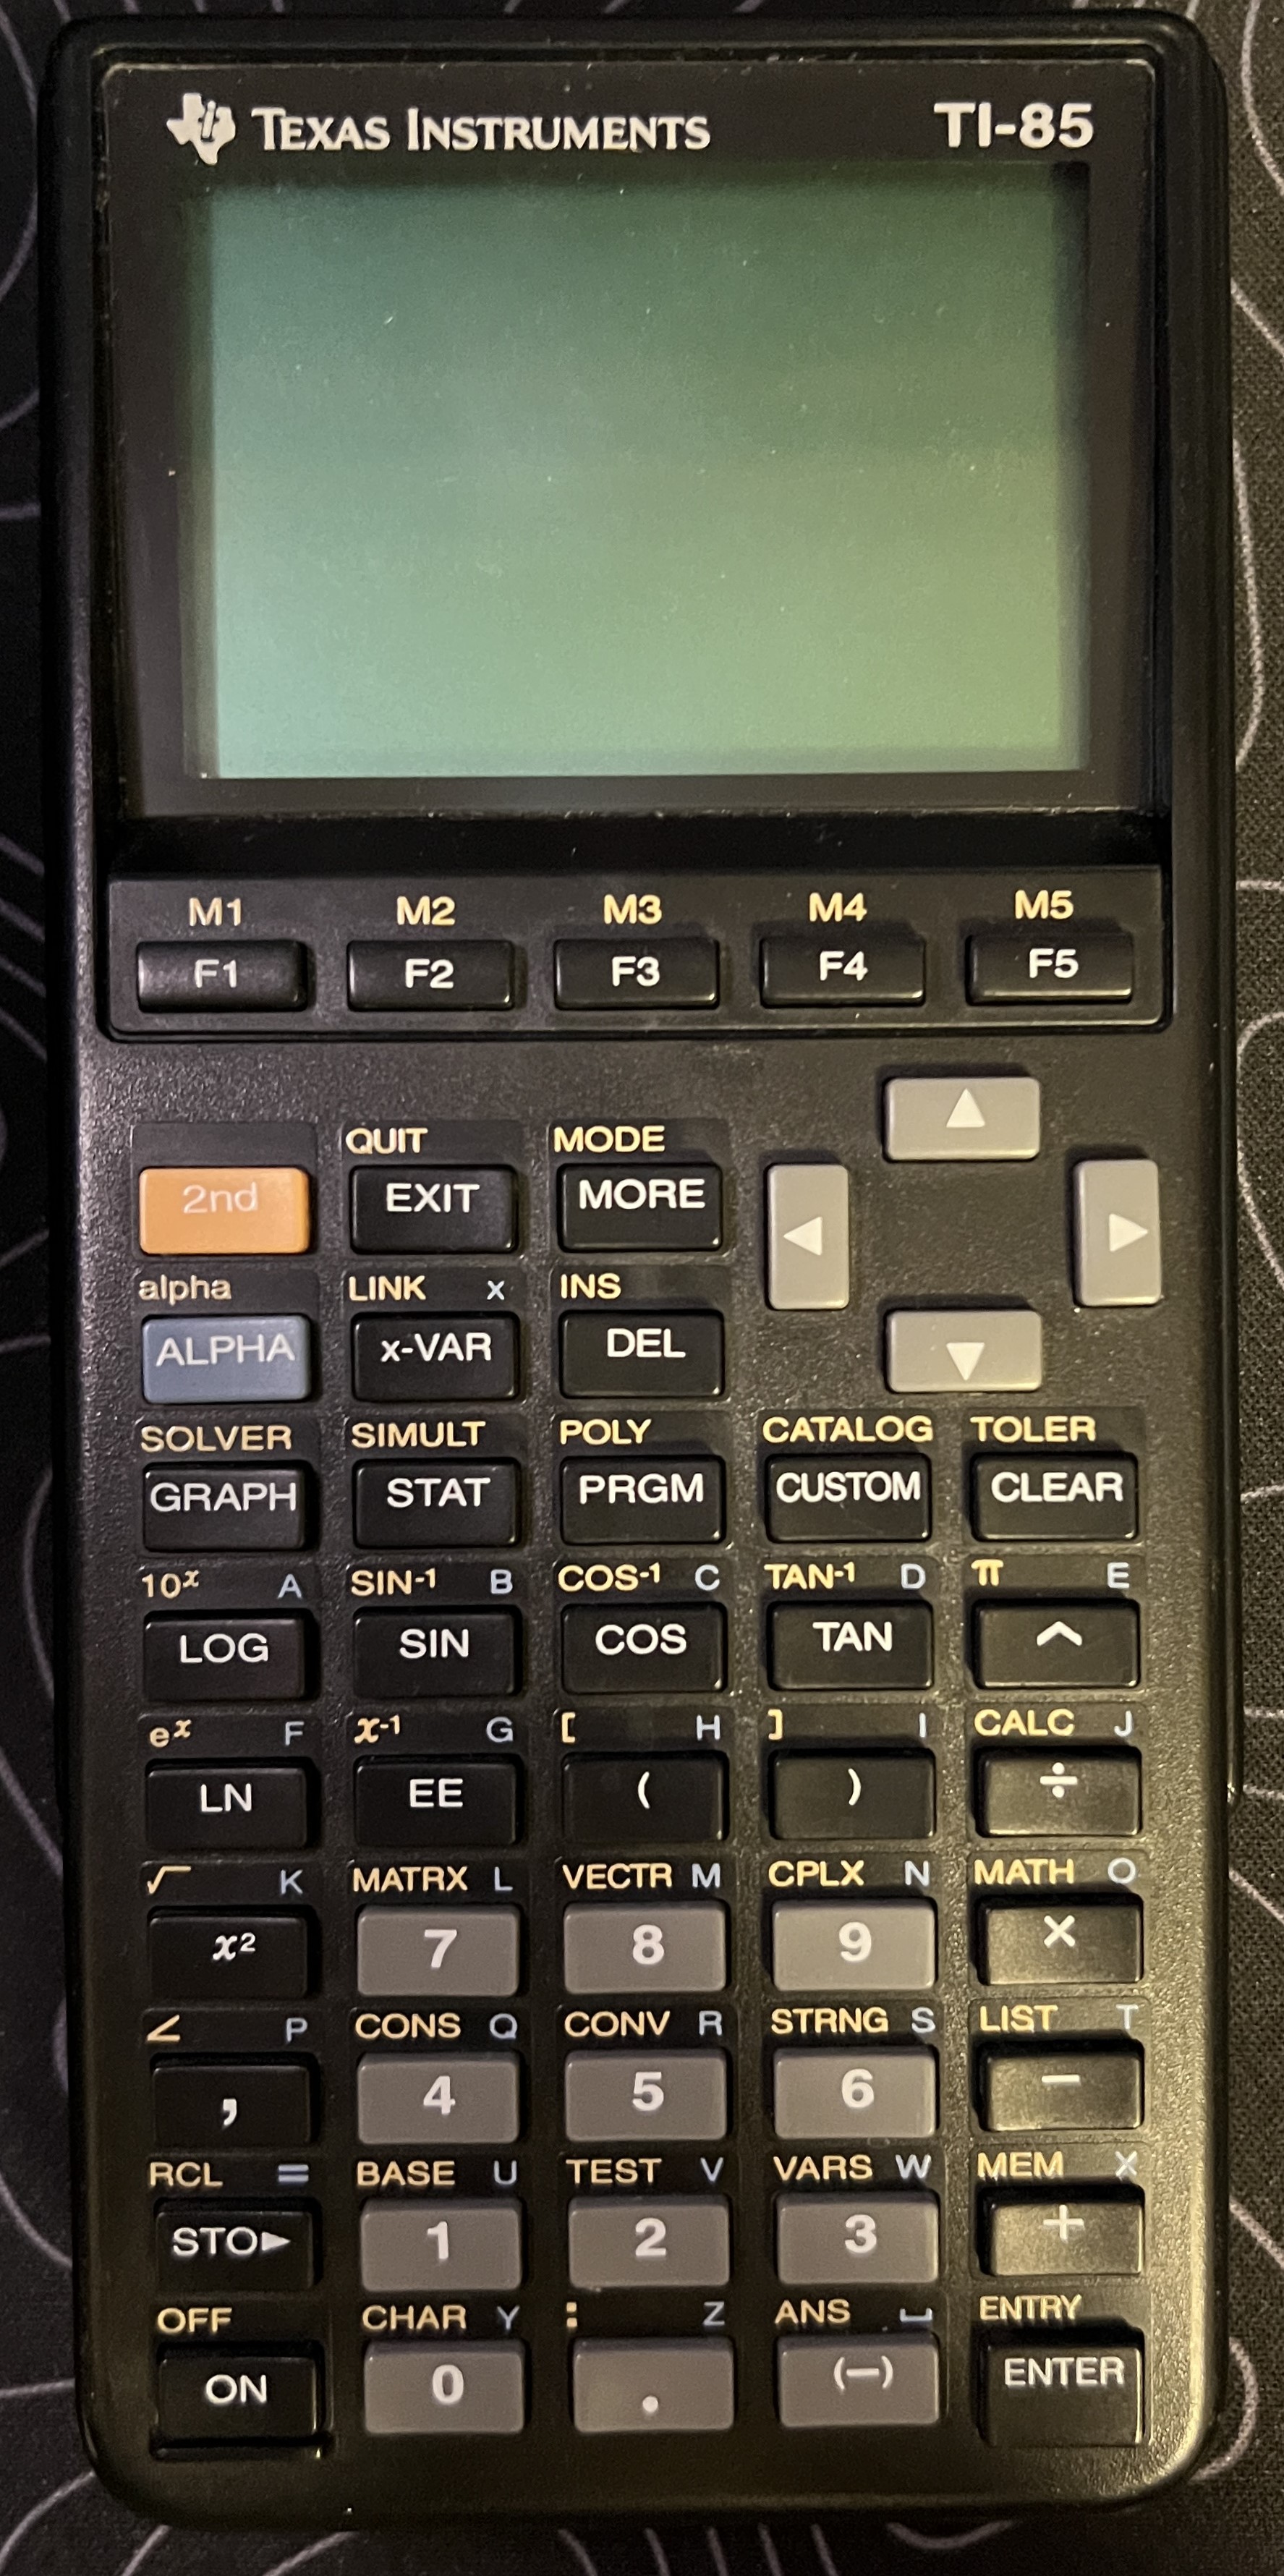 TEXAS INSTRUMENTS TI-85
M1 M2 M3 M4 M5
F1 F2 F3 F4 F5
QUIT MODE
2nd EXIT MORE
alpha LINK x INS
ALPHA x-VAR DEL
SOLVER SIMULT POLY CATALOG TOLER
GRAPH STAT PRGM CUSTOM CLEAR
10ˣ A SIN⁻¹ B COS⁻¹ C TAN⁻¹ D π E
LOG SIN COS TAN ^
eˣ F x⁻¹ G [ H ] I CALC J
LN EE ( ) ÷
√ K MATRX L VECTR M CPLX N MATH O
x² 7 8 9 ×
∠ P CONS Q CONV R STRNG S LIST T
, 4 5 6 −
RCL = BASE U TEST V VARS W MEM X
STO► 1 2 3 +
OFF CHAR Y : Z ANS ⎵ ENTRY
ON 0 . (−) ENTER